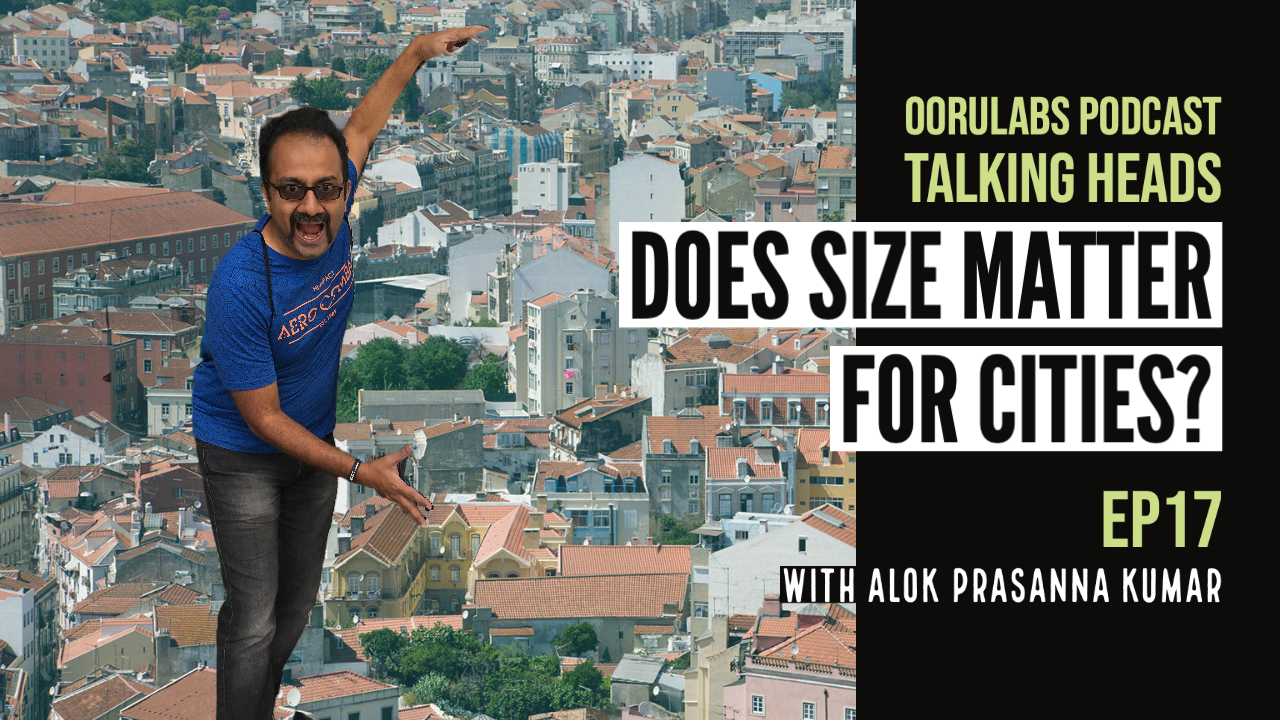 OORULABS PODCAST
TALKING HEADS
DOES SIZE MATTER
FOR CITIES?
EP17
WITH ALOK PRASANNA KUMAR